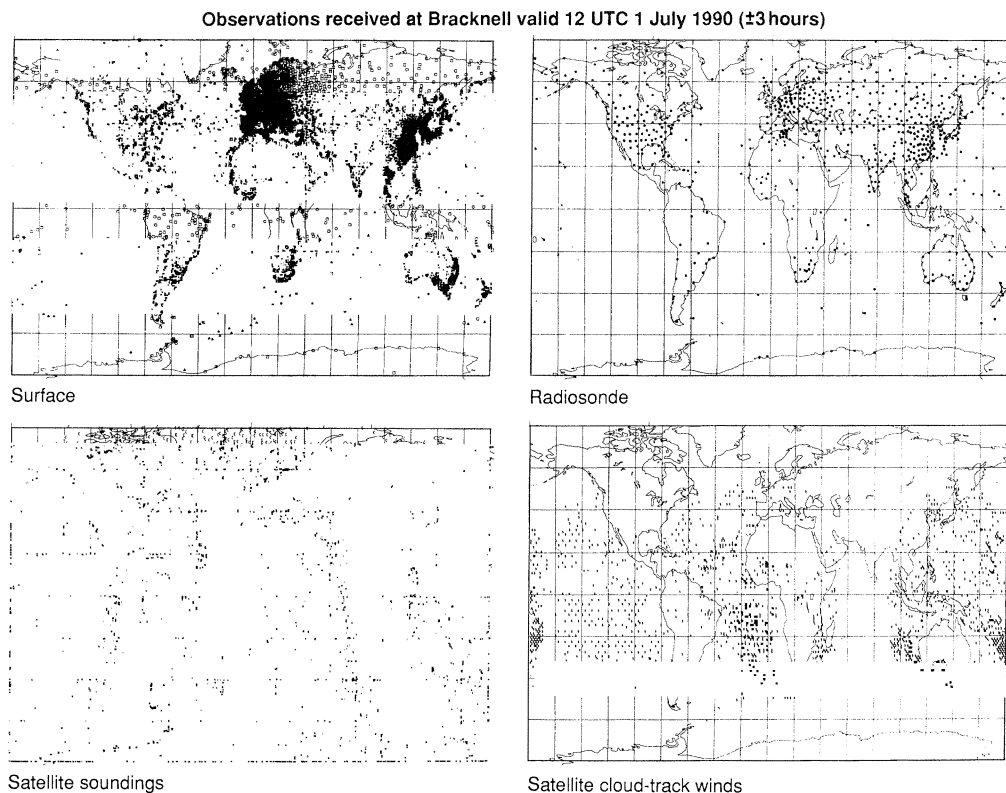 Observations received at Bracknell valid 12 UTC 1 July 1990 (±3 hours)
Surface
Radiosonde
Satellite soundings
Satellite cloud-track winds